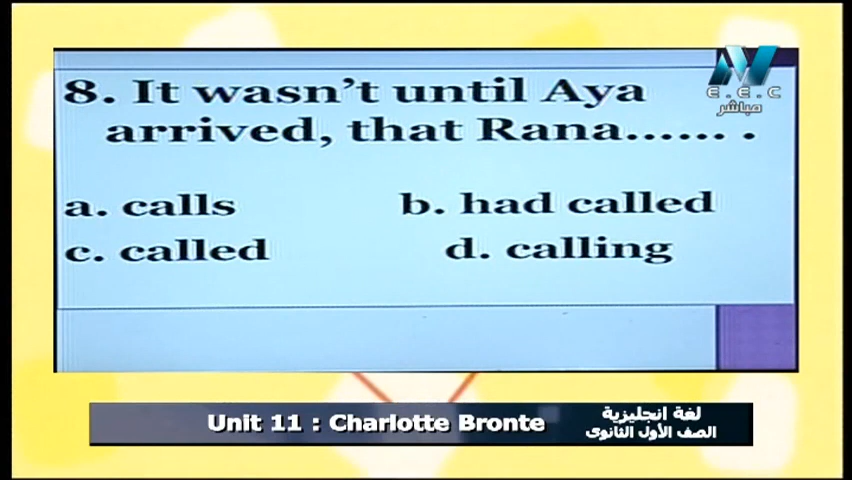 8. It wasn't until Aya
arrived, that Rana...... .
a. calls
b. had called
c. called
d. calling
E.E.C
مباشر
Unit 11 : Charlotte Bronte
لغة انجليزية
الصف الأول الثانوى